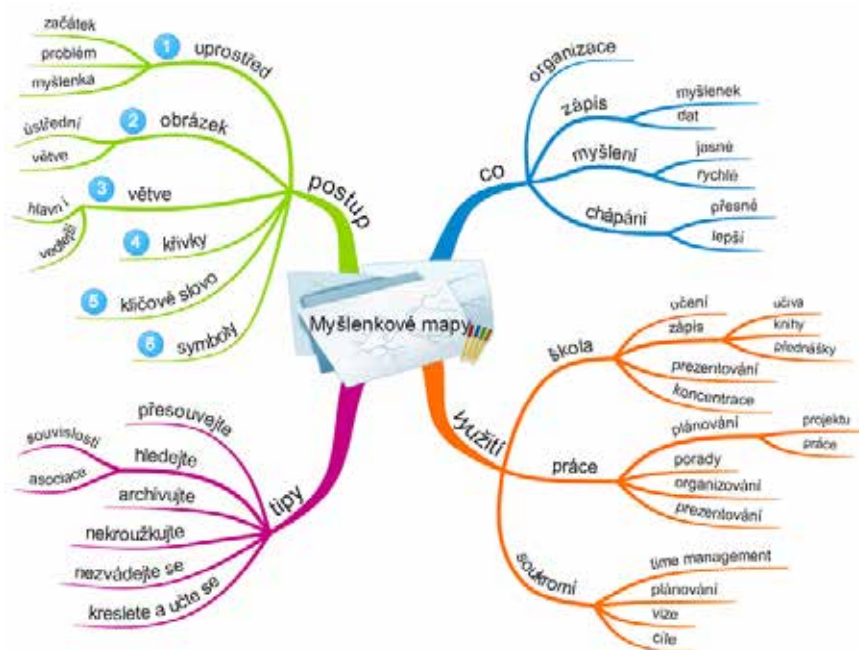 Myšlenkové mapy
postup
1 uprostřed
začátek
problém
myšlenka
2 obrázek
ústřední
větve
3 větve
hlavní
vedlejší
4 křivky
5 klíčové slovo
6 symboly
co
organizace
zápis
myšlenek
dat
myšlení
jasné
rychlé
chápání
přesné
lepší
využití
škola
učení
zápis
učiva
knihy
přednášky
prezentování
koncentrace
práce
plánování
projektu
práce
porady
organizování
prezentování
soukromí
time management
plánování
vize
cíle
tipy
přesouvejte
hledejte
souvislosti
asociace
archivujte
nekroužkujte
nezvádejte se
kreslete a učte se